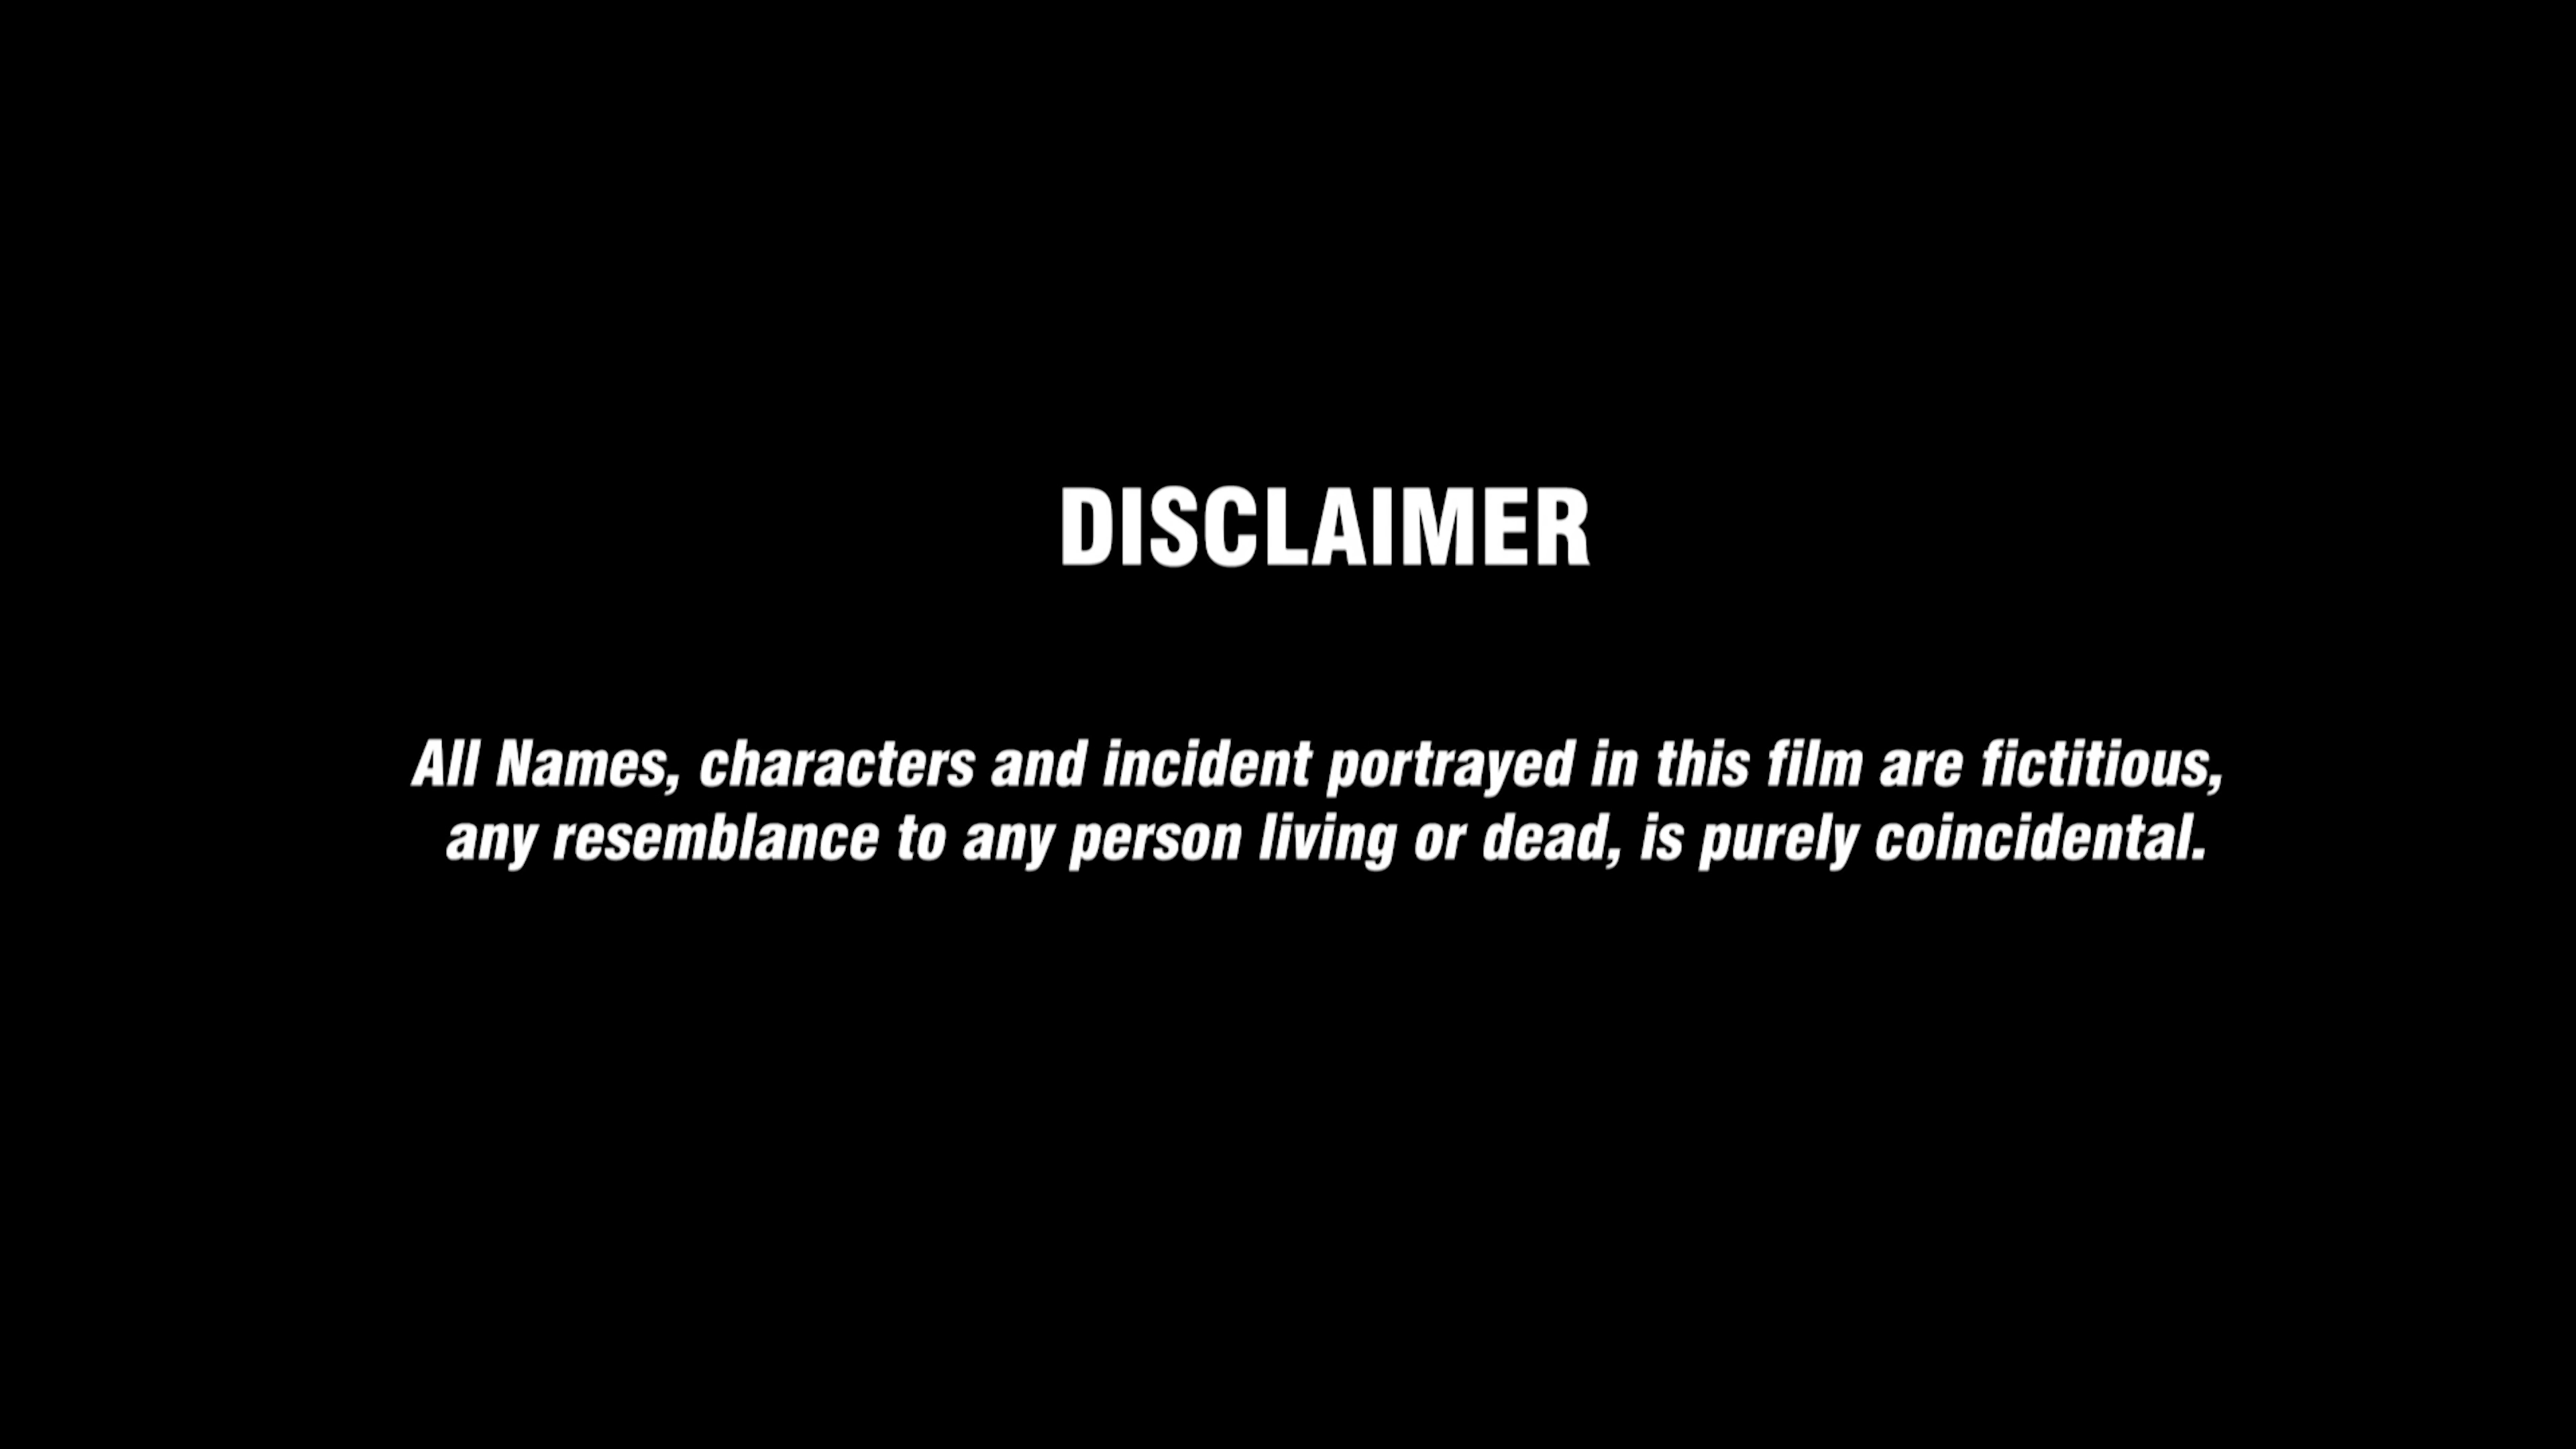 DISCLAIMER
All Names, characters and incident portrayed in this film are fictitious,
any resemblance to any person living or dead, is purely coincidental.